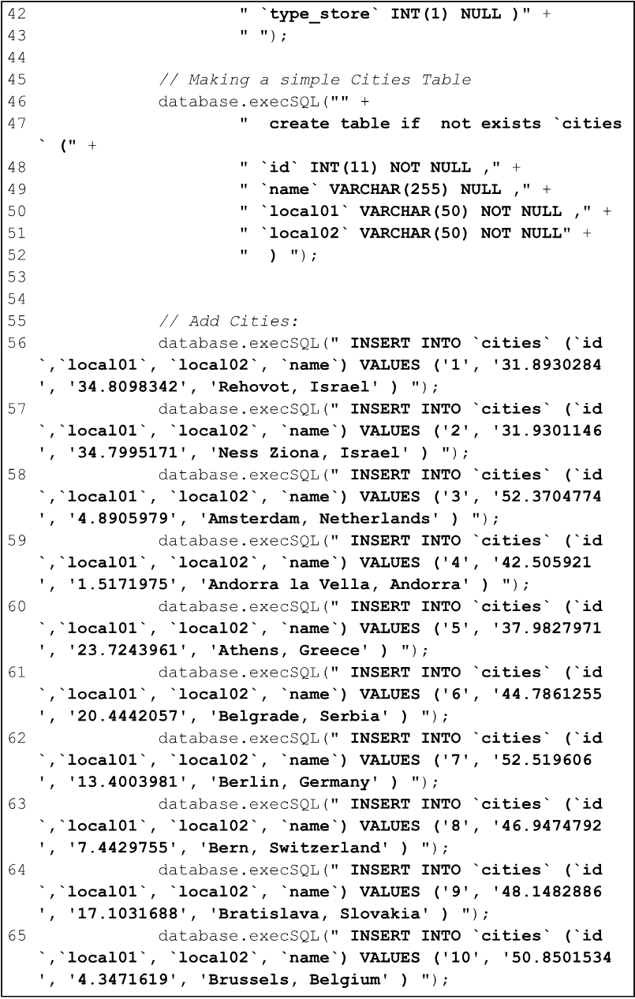 42 " `type_store` INT(1) NULL )" +
43 " ");
44
45 // Making a simple Cities Table
46 database.execSQL("" +
47 "  create table if  not exists `cities
` (" +
48 " `id` INT(11) NOT NULL ," +
49 " `name` VARCHAR(255) NULL ," +
50 " `local01` VARCHAR(50) NOT NULL ," +
51 " `local02` VARCHAR(50) NOT NULL" +
52 "  ) ");
53
54
55 // Add Cities:
56 database.execSQL(" INSERT INTO `cities` (`id
`,`local01`, `local02`, `name`) VALUES ('1', '31.8930284
', '34.8098342', 'Rehovot, Israel' ) ");
57 database.execSQL(" INSERT INTO `cities` (`id
`,`local01`, `local02`, `name`) VALUES ('2', '31.9301146
', '34.7995171', 'Ness Ziona, Israel' ) ");
58 database.execSQL(" INSERT INTO `cities` (`id
`,`local01`, `local02`, `name`) VALUES ('3', '52.3704774
', '4.8905979', 'Amsterdam, Netherlands' ) ");
59 database.execSQL(" INSERT INTO `cities` (`id
`,`local01`, `local02`, `name`) VALUES ('4', '42.505921
', '1.5171975', 'Andorra la Vella, Andorra' ) ");
60 database.execSQL(" INSERT INTO `cities` (`id
`,`local01`, `local02`, `name`) VALUES ('5', '37.9827971
', '23.7243961', 'Athens, Greece' ) ");
61 database.execSQL(" INSERT INTO `cities` (`id
`,`local01`, `local02`, `name`) VALUES ('6', '44.7861255
', '20.4442057', 'Belgrade, Serbia' ) ");
62 database.execSQL(" INSERT INTO `cities` (`id
`,`local01`, `local02`, `name`) VALUES ('7', '52.519606
', '13.4003981', 'Berlin, Germany' ) ");
63 database.execSQL(" INSERT INTO `cities` (`id
`,`local01`, `local02`, `name`) VALUES ('8', '46.9474792
', '7.4429755', 'Bern, Switzerland' ) ");
64 database.execSQL(" INSERT INTO `cities` (`id
`,`local01`, `local02`, `name`) VALUES ('9', '48.1482886
', '17.1031688', 'Bratislava, Slovakia' ) ");
65 database.execSQL(" INSERT INTO `cities` (`id
`,`local01`, `local02`, `name`) VALUES ('10', '50.8501534
', '4.3471619', 'Brussels, Belgium' ) ");